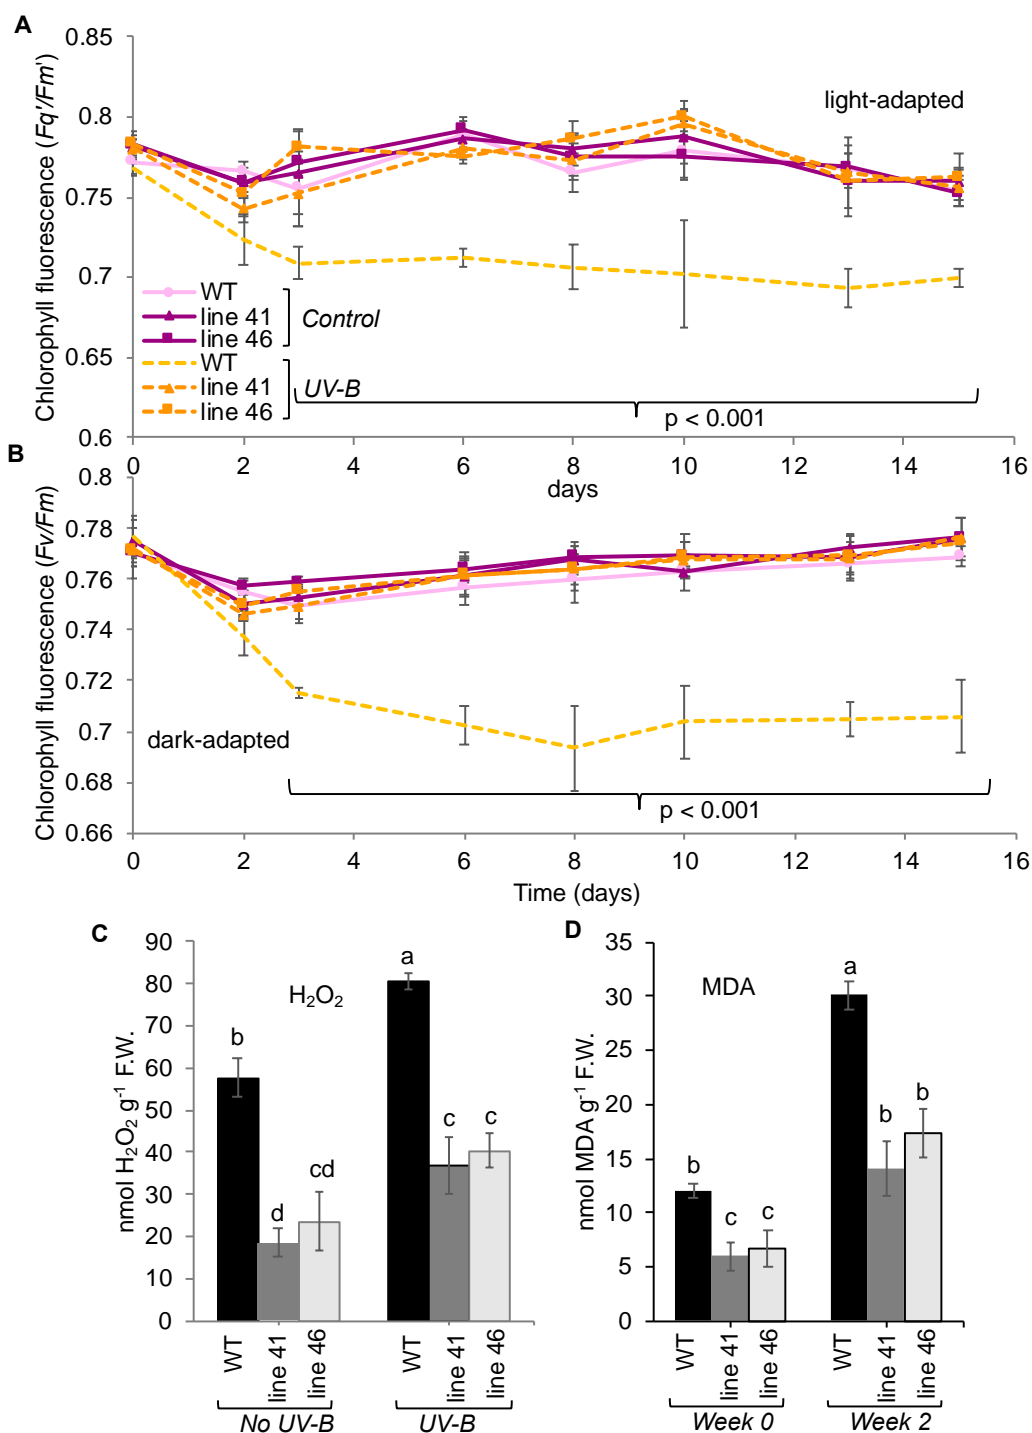 A
0.85
0.8
0.75
0.7
0.65
0.6
Chlorophyll fluorescence (Fq'/Fm')
light-adapted
WT
line 41
line 46
Control
WT
line 41
line 46
UV-B
p < 0.001
0 2 4 6 8 10 12 14 16
days
B
0.8
0.78
0.76
0.74
0.72
0.7
0.68
0.66
Chlorophyll fluorescence (Fv/Fm)
dark-adapted
p < 0.001
0 2 4 6 8 10 12 14 16
Time (days)
C
90
80
70
60
50
40
30
20
10
0
nmol H₂O₂ g⁻¹ F.W.
H₂O₂
b
d
cd
a
c
c
WT
line 41
line 46
WT
line 41
line 46
No UV-B
UV-B
D
35
30
25
20
15
10
5
0
nmol MDA g⁻¹ F.W.
MDA
b
c
c
a
b
b
WT
line 41
line 46
WT
line 41
line 46
Week 0
Week 2